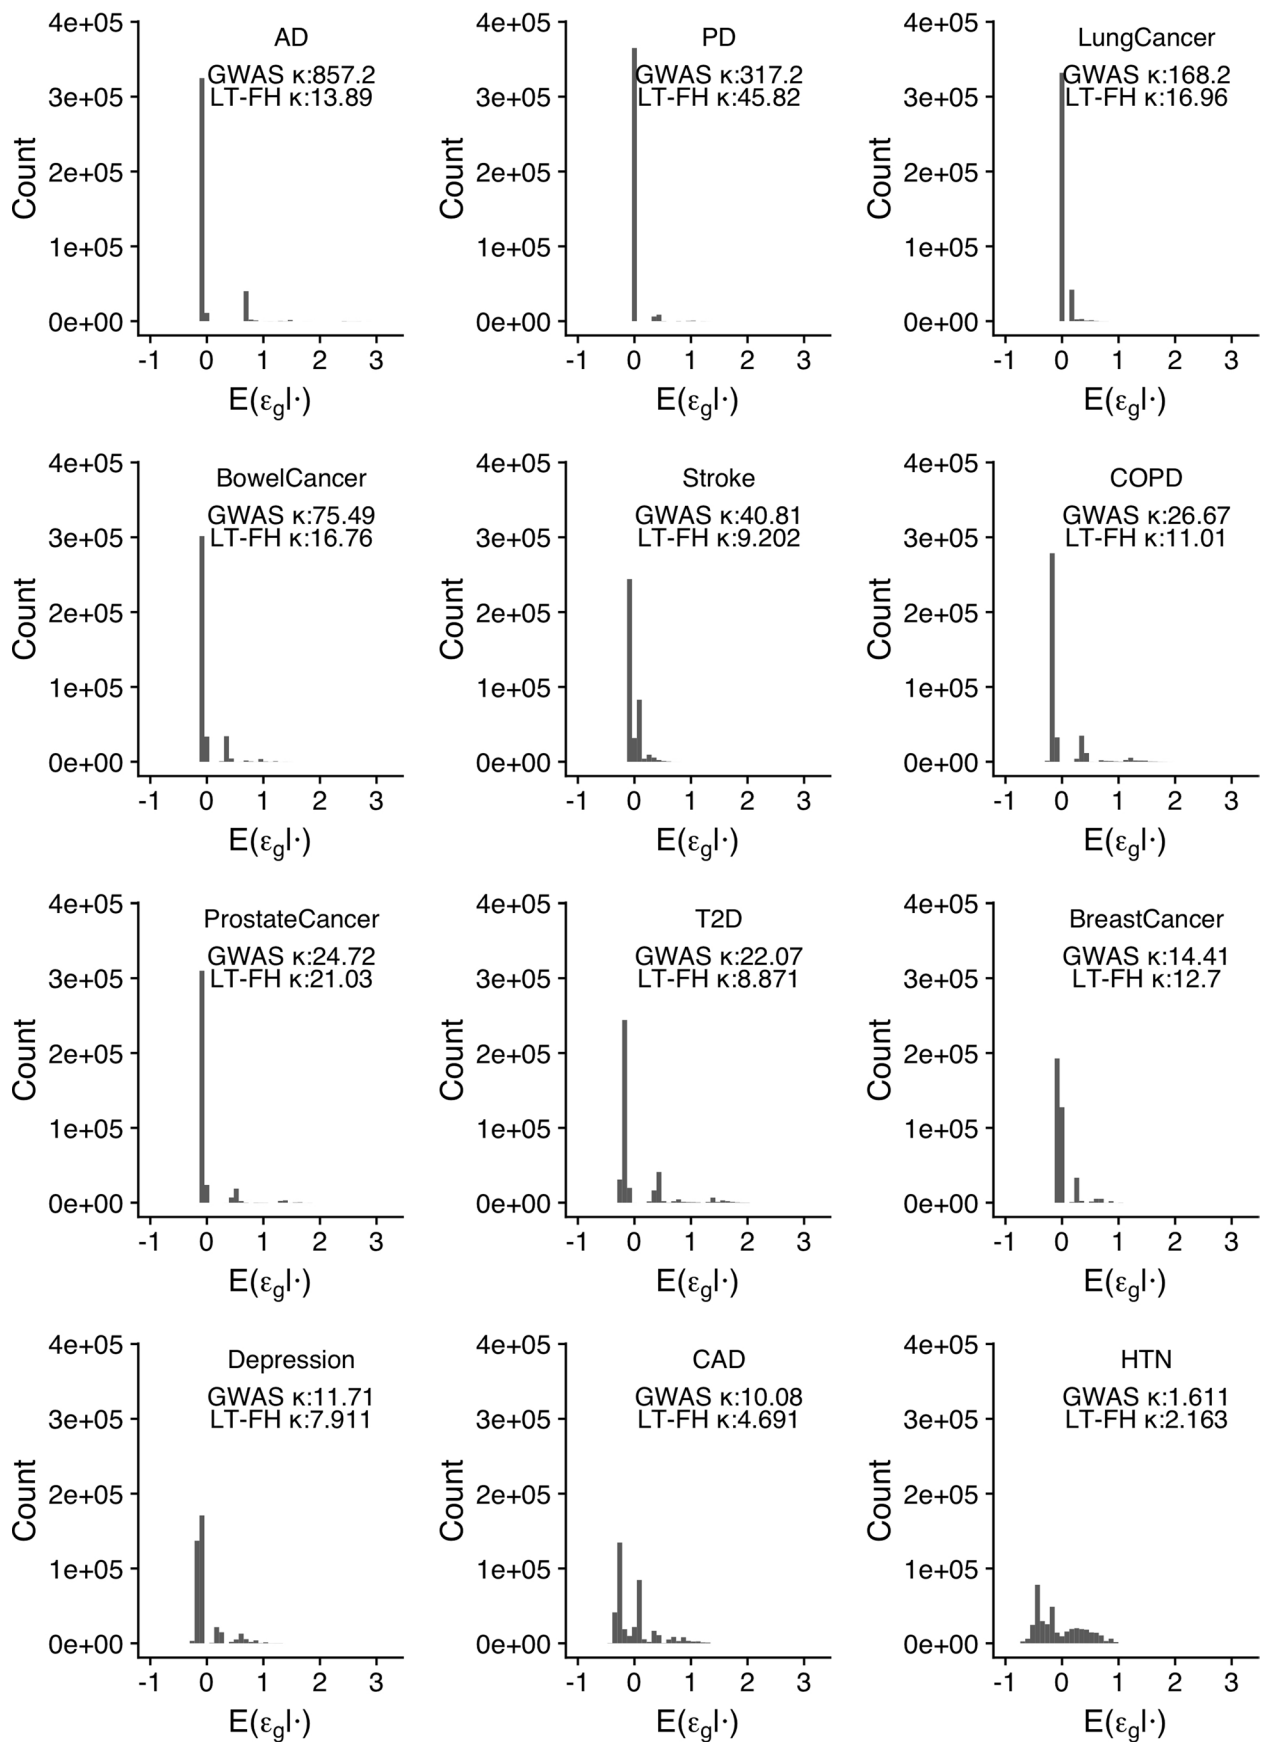 AD
GWAS κ:857.2
LT-FH κ:13.89
4e+05
3e+05
2e+05
1e+05
0e+00
Count
-1 0 1 2 3
E(εg|·)
PD
GWAS κ:317.2
LT-FH κ:45.82
4e+05
3e+05
2e+05
1e+05
0e+00
Count
-1 0 1 2 3
E(εg|·)
LungCancer
GWAS κ:168.2
LT-FH κ:16.96
4e+05
3e+05
2e+05
1e+05
0e+00
Count
-1 0 1 2 3
E(εg|·)
BowelCancer
GWAS κ:75.49
LT-FH κ:16.76
4e+05
3e+05
2e+05
1e+05
0e+00
Count
-1 0 1 2 3
E(εg|·)
Stroke
GWAS κ:40.81
LT-FH κ:9.202
4e+05
3e+05
2e+05
1e+05
0e+00
Count
-1 0 1 2 3
E(εg|·)
COPD
GWAS κ:26.67
LT-FH κ:11.01
4e+05
3e+05
2e+05
1e+05
0e+00
Count
-1 0 1 2 3
E(εg|·)
ProstateCancer
GWAS κ:24.72
LT-FH κ:21.03
4e+05
3e+05
2e+05
1e+05
0e+00
Count
-1 0 1 2 3
E(εg|·)
T2D
GWAS κ:22.07
LT-FH κ:8.871
4e+05
3e+05
2e+05
1e+05
0e+00
Count
-1 0 1 2 3
E(εg|·)
BreastCancer
GWAS κ:14.41
LT-FH κ:12.7
4e+05
3e+05
2e+05
1e+05
0e+00
Count
-1 0 1 2 3
E(εg|·)
Depression
GWAS κ:11.71
LT-FH κ:7.911
4e+05
3e+05
2e+05
1e+05
0e+00
Count
-1 0 1 2 3
E(εg|·)
CAD
GWAS κ:10.08
LT-FH κ:4.691
4e+05
3e+05
2e+05
1e+05
0e+00
Count
-1 0 1 2 3
E(εg|·)
HTN
GWAS κ:1.611
LT-FH κ:2.163
4e+05
3e+05
2e+05
1e+05
0e+00
Count
-1 0 1 2 3
E(εg|·)